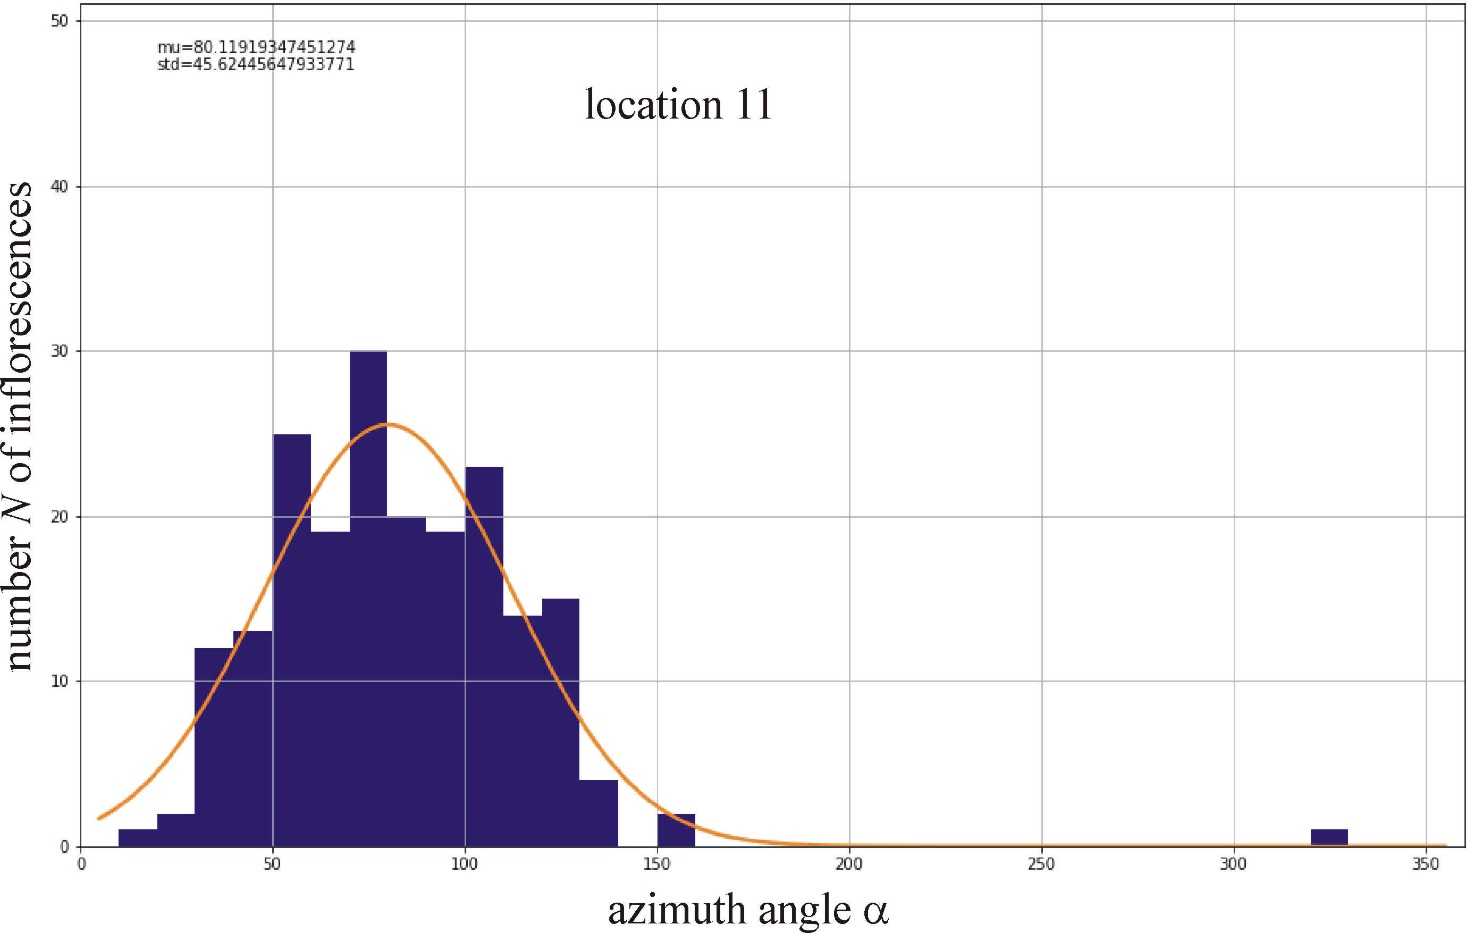 50
mu=80.11919347451274
std=45.62445647933771
location 11
40
30
20
10
0
number N of inflorescences
0 50 100 150 200 250 300 350
azimuth angle α